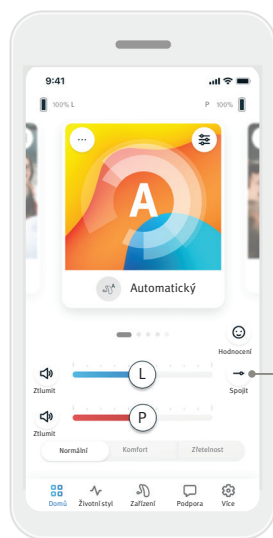 9:41
100% L
P 100%
A
Automatický
Hodnocení
L
Ztlumit
Spojit
P
Ztlumit
Normální Komfort Zřetelnost
Domů Životní styl Zařízení Podpora Více